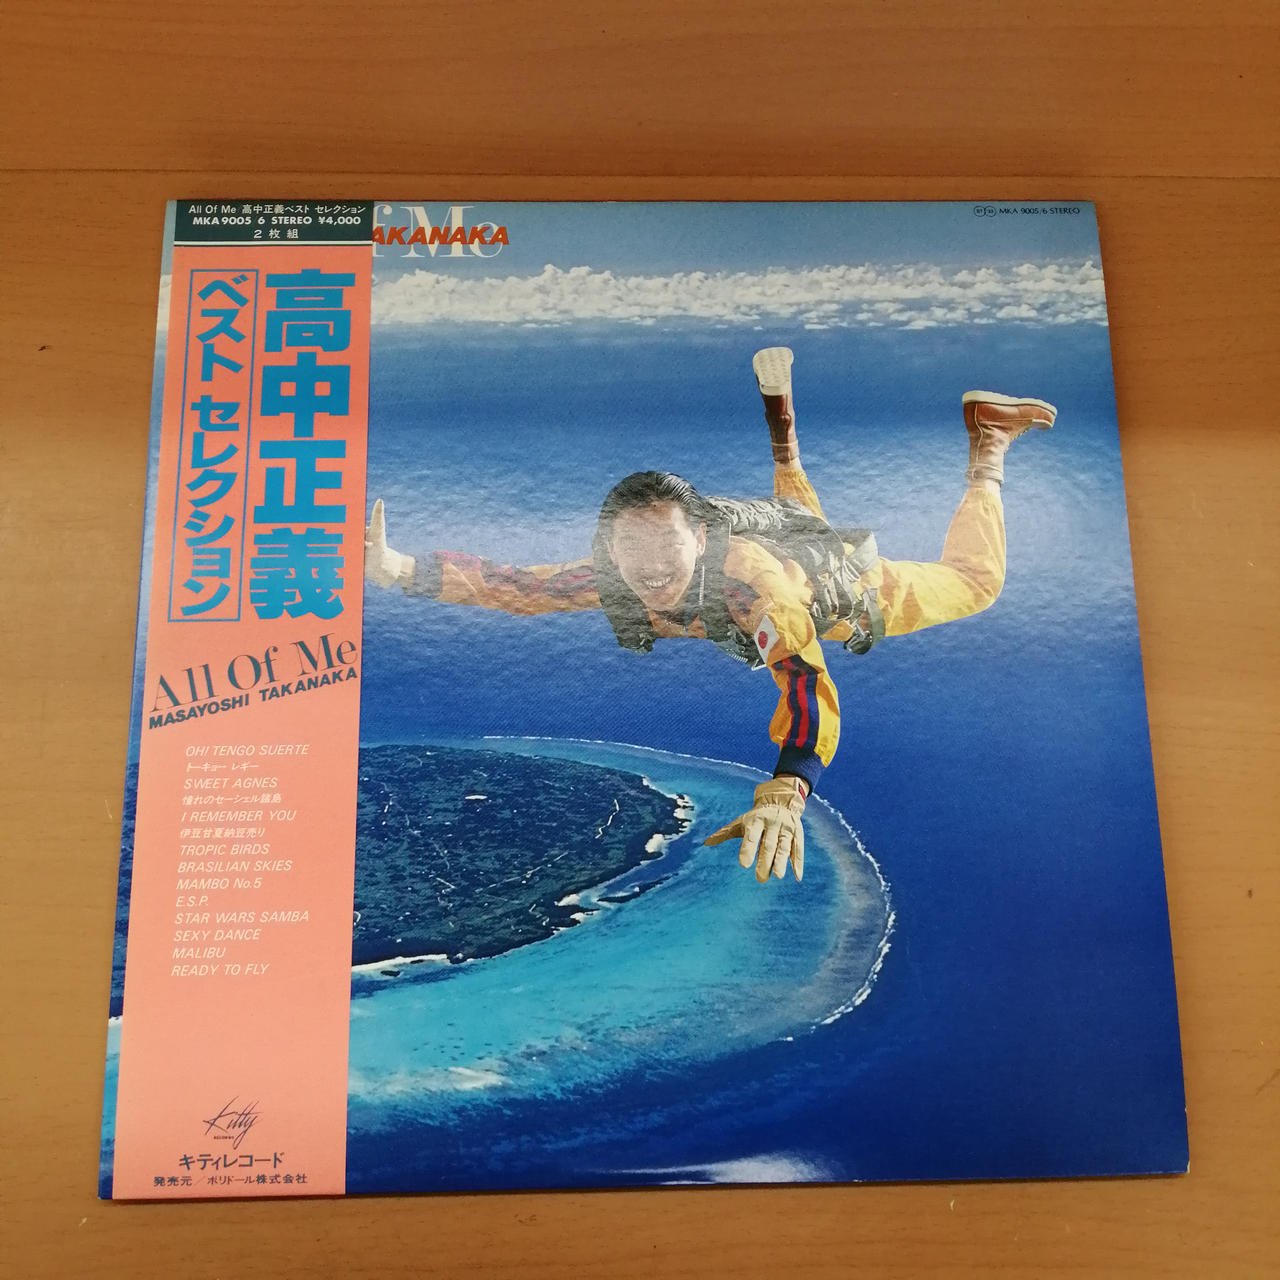 All Of Me 高中正義ベスト セレクション
MKA9005 6 STEREO ¥4,000
2枚組
高中正義
ベスト セレクション
All Of Me
MASAYOSHI TAKANAKA
OH! TENGO SUERTE
トーキョー レギー
SWEET AGNES
憧れのセーシェル諸島
I REMEMBER YOU
伊豆甘夏納豆売り
TROPIC BIRDS
BRASILIAN SKIES
MAMBO No.5
E.S.P.
STAR WARS SAMBA
SEXY DANCE
MALIBU
READY TO FLY
Kitty
RECORDS
キティレコード
発売元/ポリドール株式会社
f Me
AKANAKA
ST 33 MKA 9005/6 STEREO